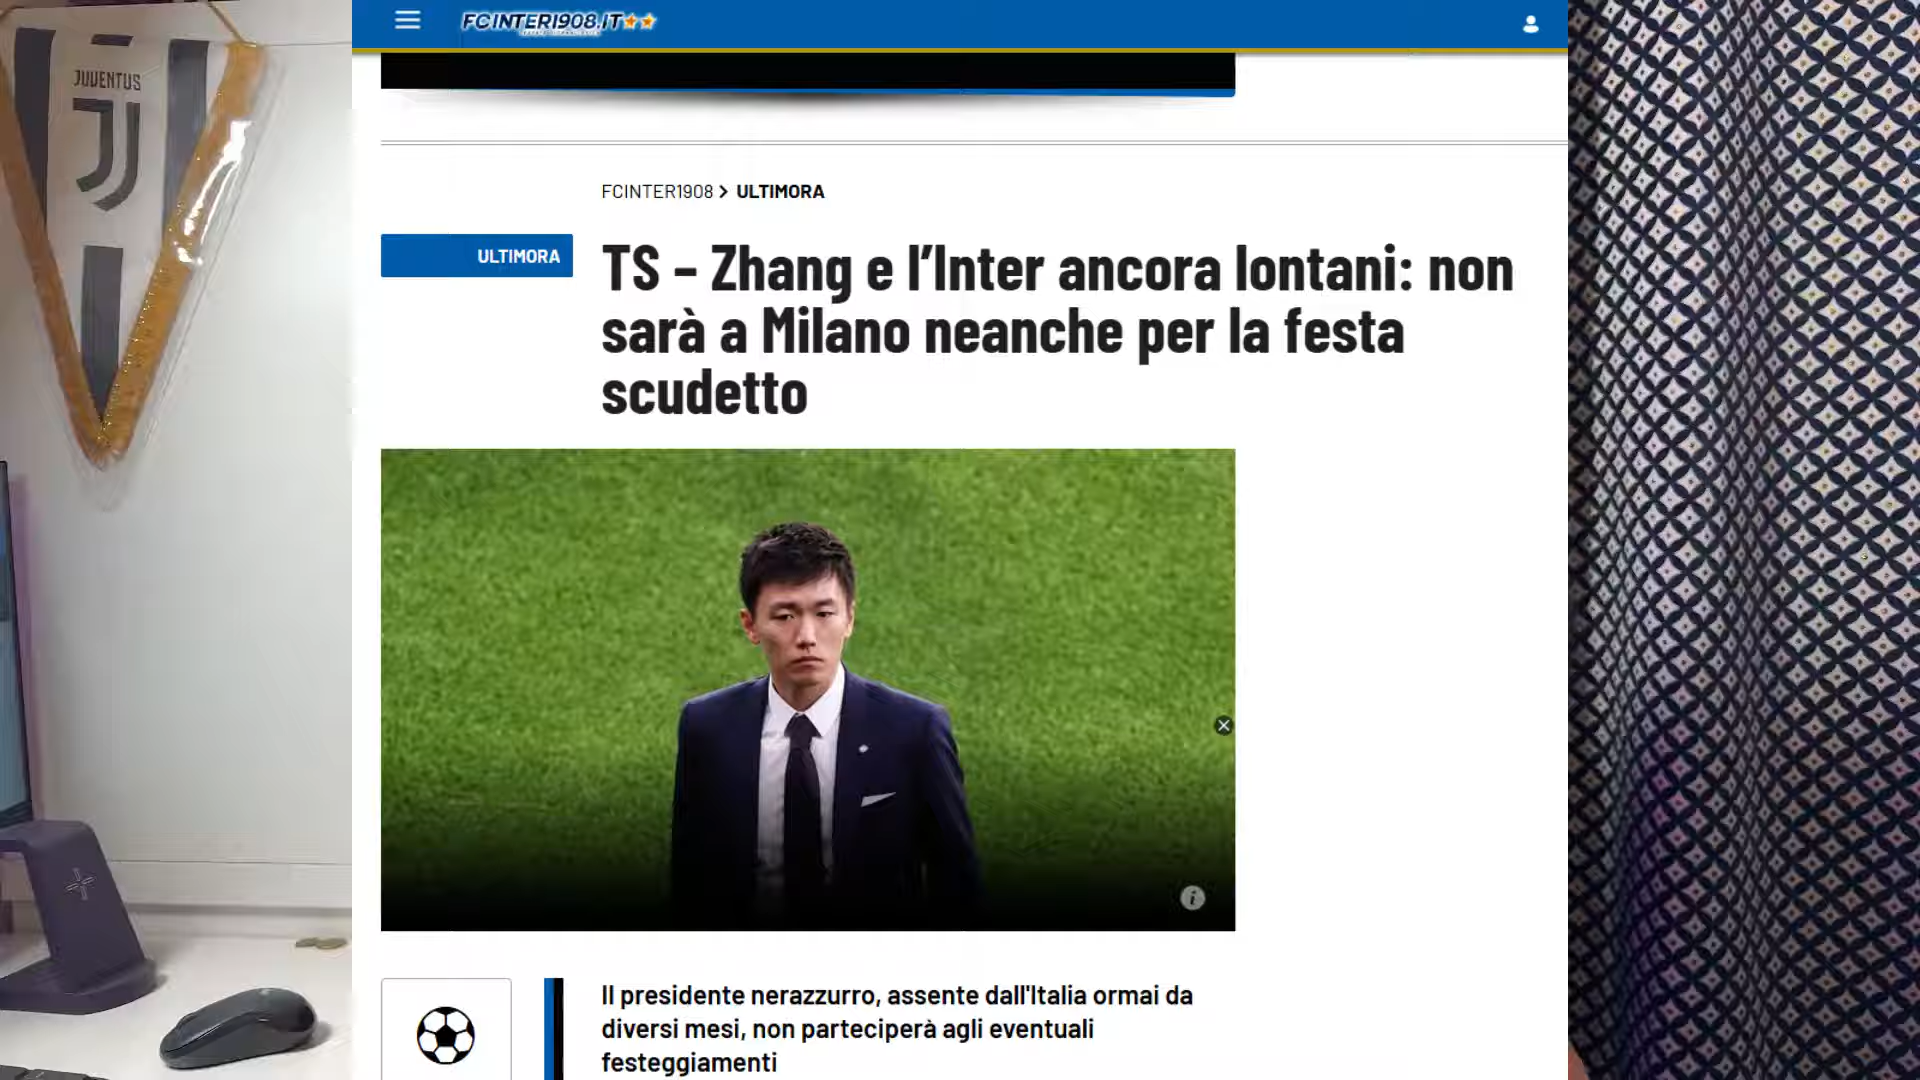 JUVENTUS
FCINTER1908.IT
FCINTER1908 > ULTIMORA
ULTIMORA
TS – Zhang e l’Inter ancora lontani: non
sarà a Milano neanche per la festa
scudetto
Il presidente nerazzurro, assente dall'Italia ormai da
diversi mesi, non parteciperà agli eventuali
festeggiamenti